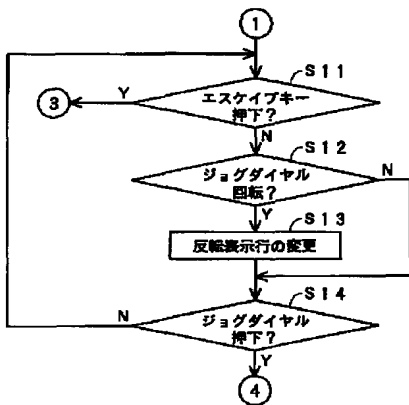 1
S11
エスケイプキー
押下?
Y
3
N
S12
ジョグダイヤル
回転?
N
Y
S13
反転表示行の変更
S14
ジョグダイヤル
押下?
N
Y
4